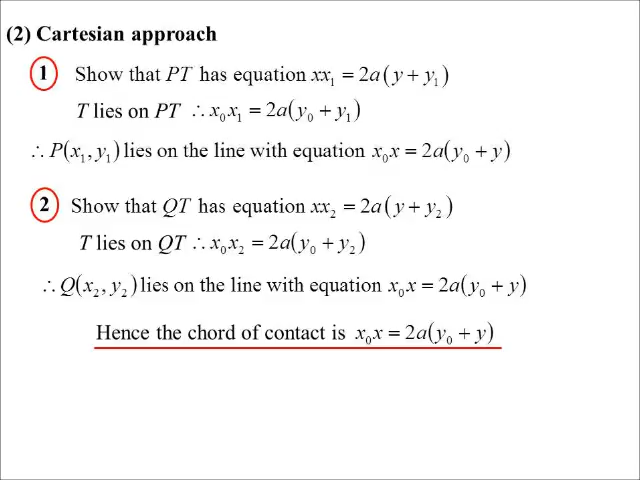 (2) Cartesian approach
1 Show that PT has equation xx₁ = 2a(y + y₁)
T lies on PT ∴ x₀x₁ = 2a(y₀ + y₁)
∴ P(x₁, y₁) lies on the line with equation x₀x = 2a(y₀ + y)
2 Show that QT has equation xx₂ = 2a(y + y₂)
T lies on QT ∴ x₀x₂ = 2a(y₀ + y₂)
∴ Q(x₂, y₂) lies on the line with equation x₀x = 2a(y₀ + y)
Hence the chord of contact is x₀x = 2a(y₀ + y)